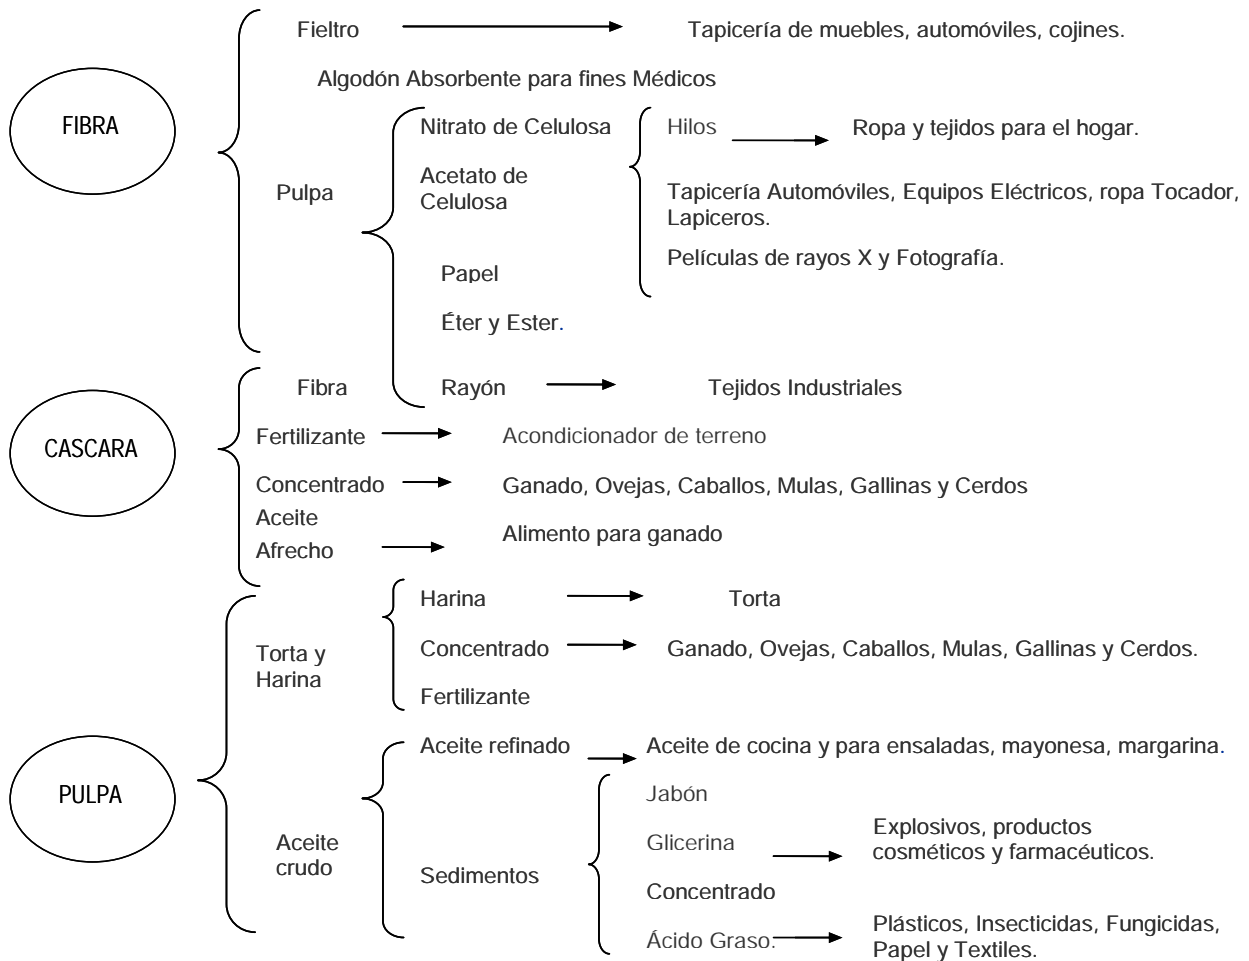 Fieltro
Tapicería de muebles, automóviles, cojines.
Algodón Absorbente para fines Médicos
FIBRA
Pulpa
Nitrato de Celulosa
Acetato de
Celulosa
Hilos
Ropa y tejidos para el hogar.
Tapicería Automóviles, Equipos Eléctricos, ropa Tocador,
Lapiceros.
Películas de rayos X y Fotografía.
Papel
Éter y Ester.
Rayón
Tejidos Industriales
CASCARA
Fibra
Fertilizante
Acondicionador de terreno
Concentrado
Ganado, Ovejas, Caballos, Mulas, Gallinas y Cerdos
Aceite
Afrecho
Alimento para ganado
PULPA
Torta y
Harina
Harina
Torta
Concentrado
Ganado, Ovejas, Caballos, Mulas, Gallinas y Cerdos.
Fertilizante
Aceite
crudo
Aceite refinado
Aceite de cocina y para ensaladas, mayonesa, margarina.
Sedimentos
Jabón
Glicerina
Explosivos, productos
cosméticos y farmacéuticos.
Concentrado
Ácido Graso.
Plásticos, Insecticidas, Fungicidas,
Papel y Textiles.